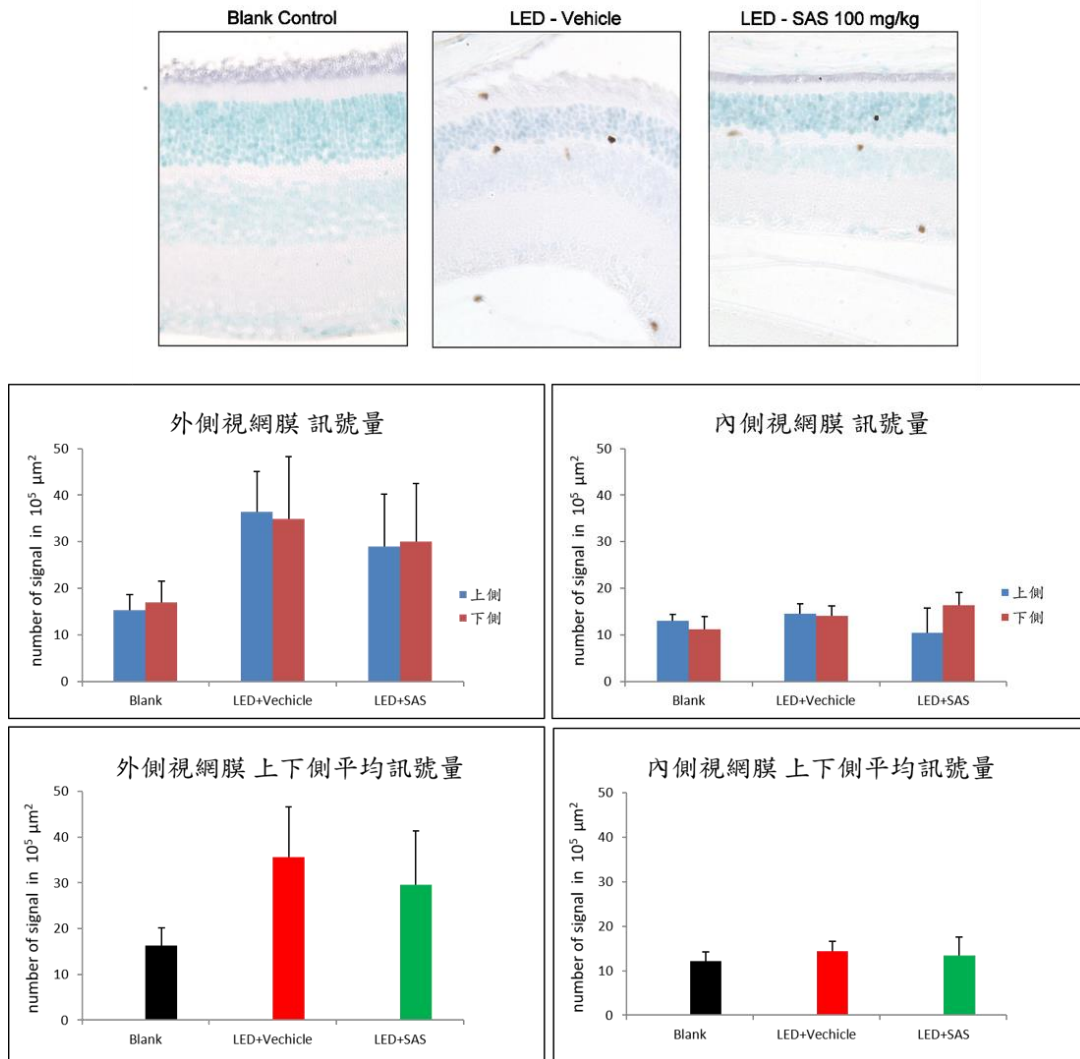 Blank Control
LED - Vehicle
LED - SAS 100 mg/kg
外側視網膜 訊號量
number of signal in 10⁵ μm²
50
40
30
20
10
0
Blank
LED+Vechicle
LED+SAS
上側
下側
內側視網膜 訊號量
number of signal in 10⁵ μm²
50
40
30
20
10
0
Blank
LED+Vechicle
LED+SAS
上側
下側
外側視網膜 上下側平均訊號量
number of signal in 10⁵ μm²
50
40
30
20
10
0
Blank
LED+Vechicle
LED+SAS
內側視網膜 上下側平均訊號量
number of signal in 10⁵ μm²
50
40
30
20
10
0
Blank
LED+Vechicle
LED+SAS